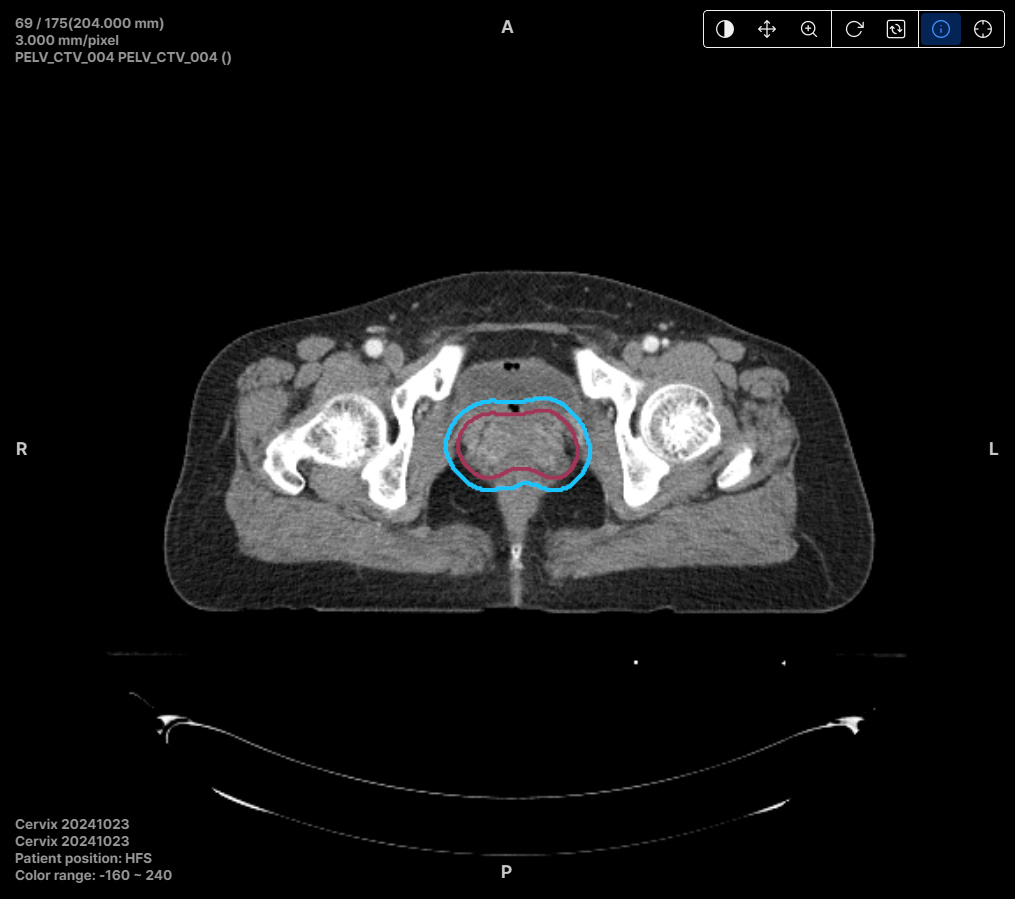 69 / 175(204.000 mm)
3.000 mm/pixel
PELV_CTV_004 PELV_CTV_004 ()
A
R
L
Cervix 20241023
Cervix 20241023
Patient position: HFS
Color range: -160 ~ 240
P